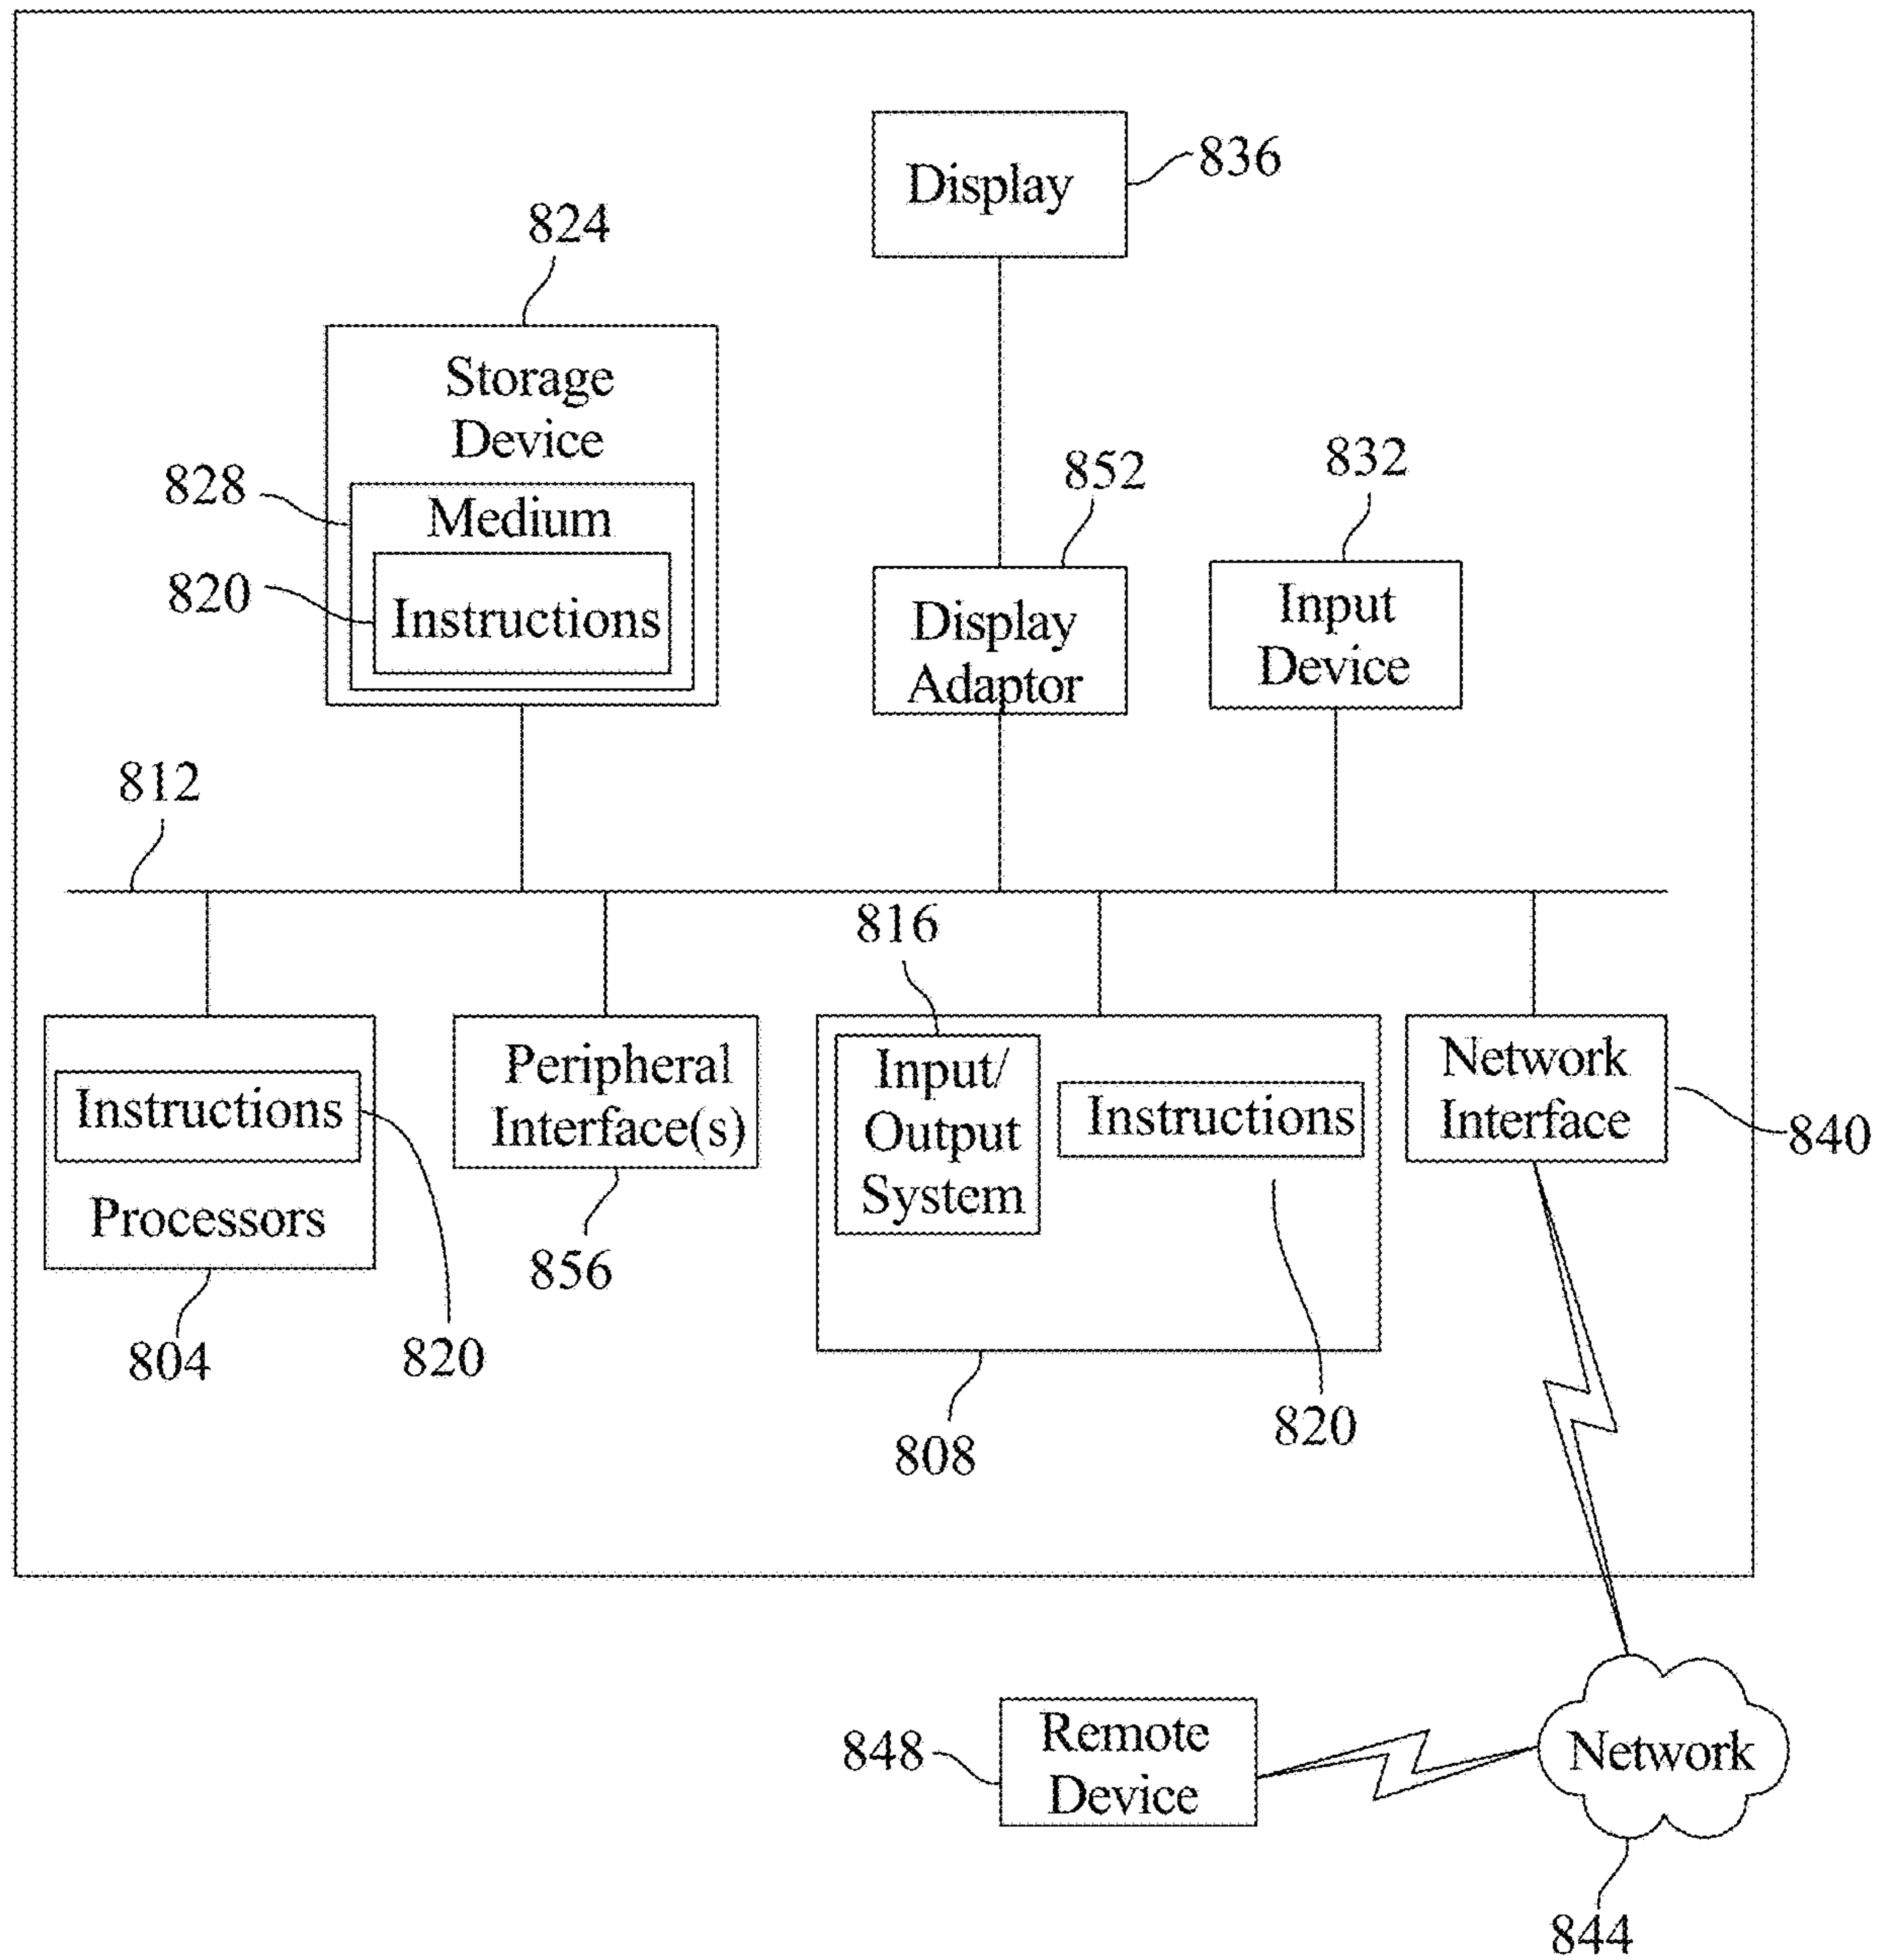 836
Display
824
Storage
Device
828
Medium
820
Instructions
852
Display
Adaptor
832
Input
Device
812
816
Instructions
Processors
804
820
Peripheral
Interface(s)
856
Input/
Output
System
Instructions
808
820
Network
Interface
840
848
Remote
Device
Network
844